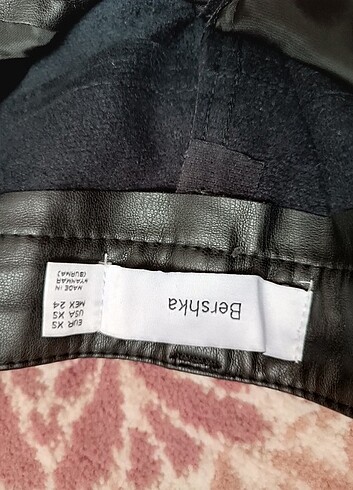 Bershka
EUR XS
USA XS
MEX 24
MADE IN
MYANMAR
(BURMA)